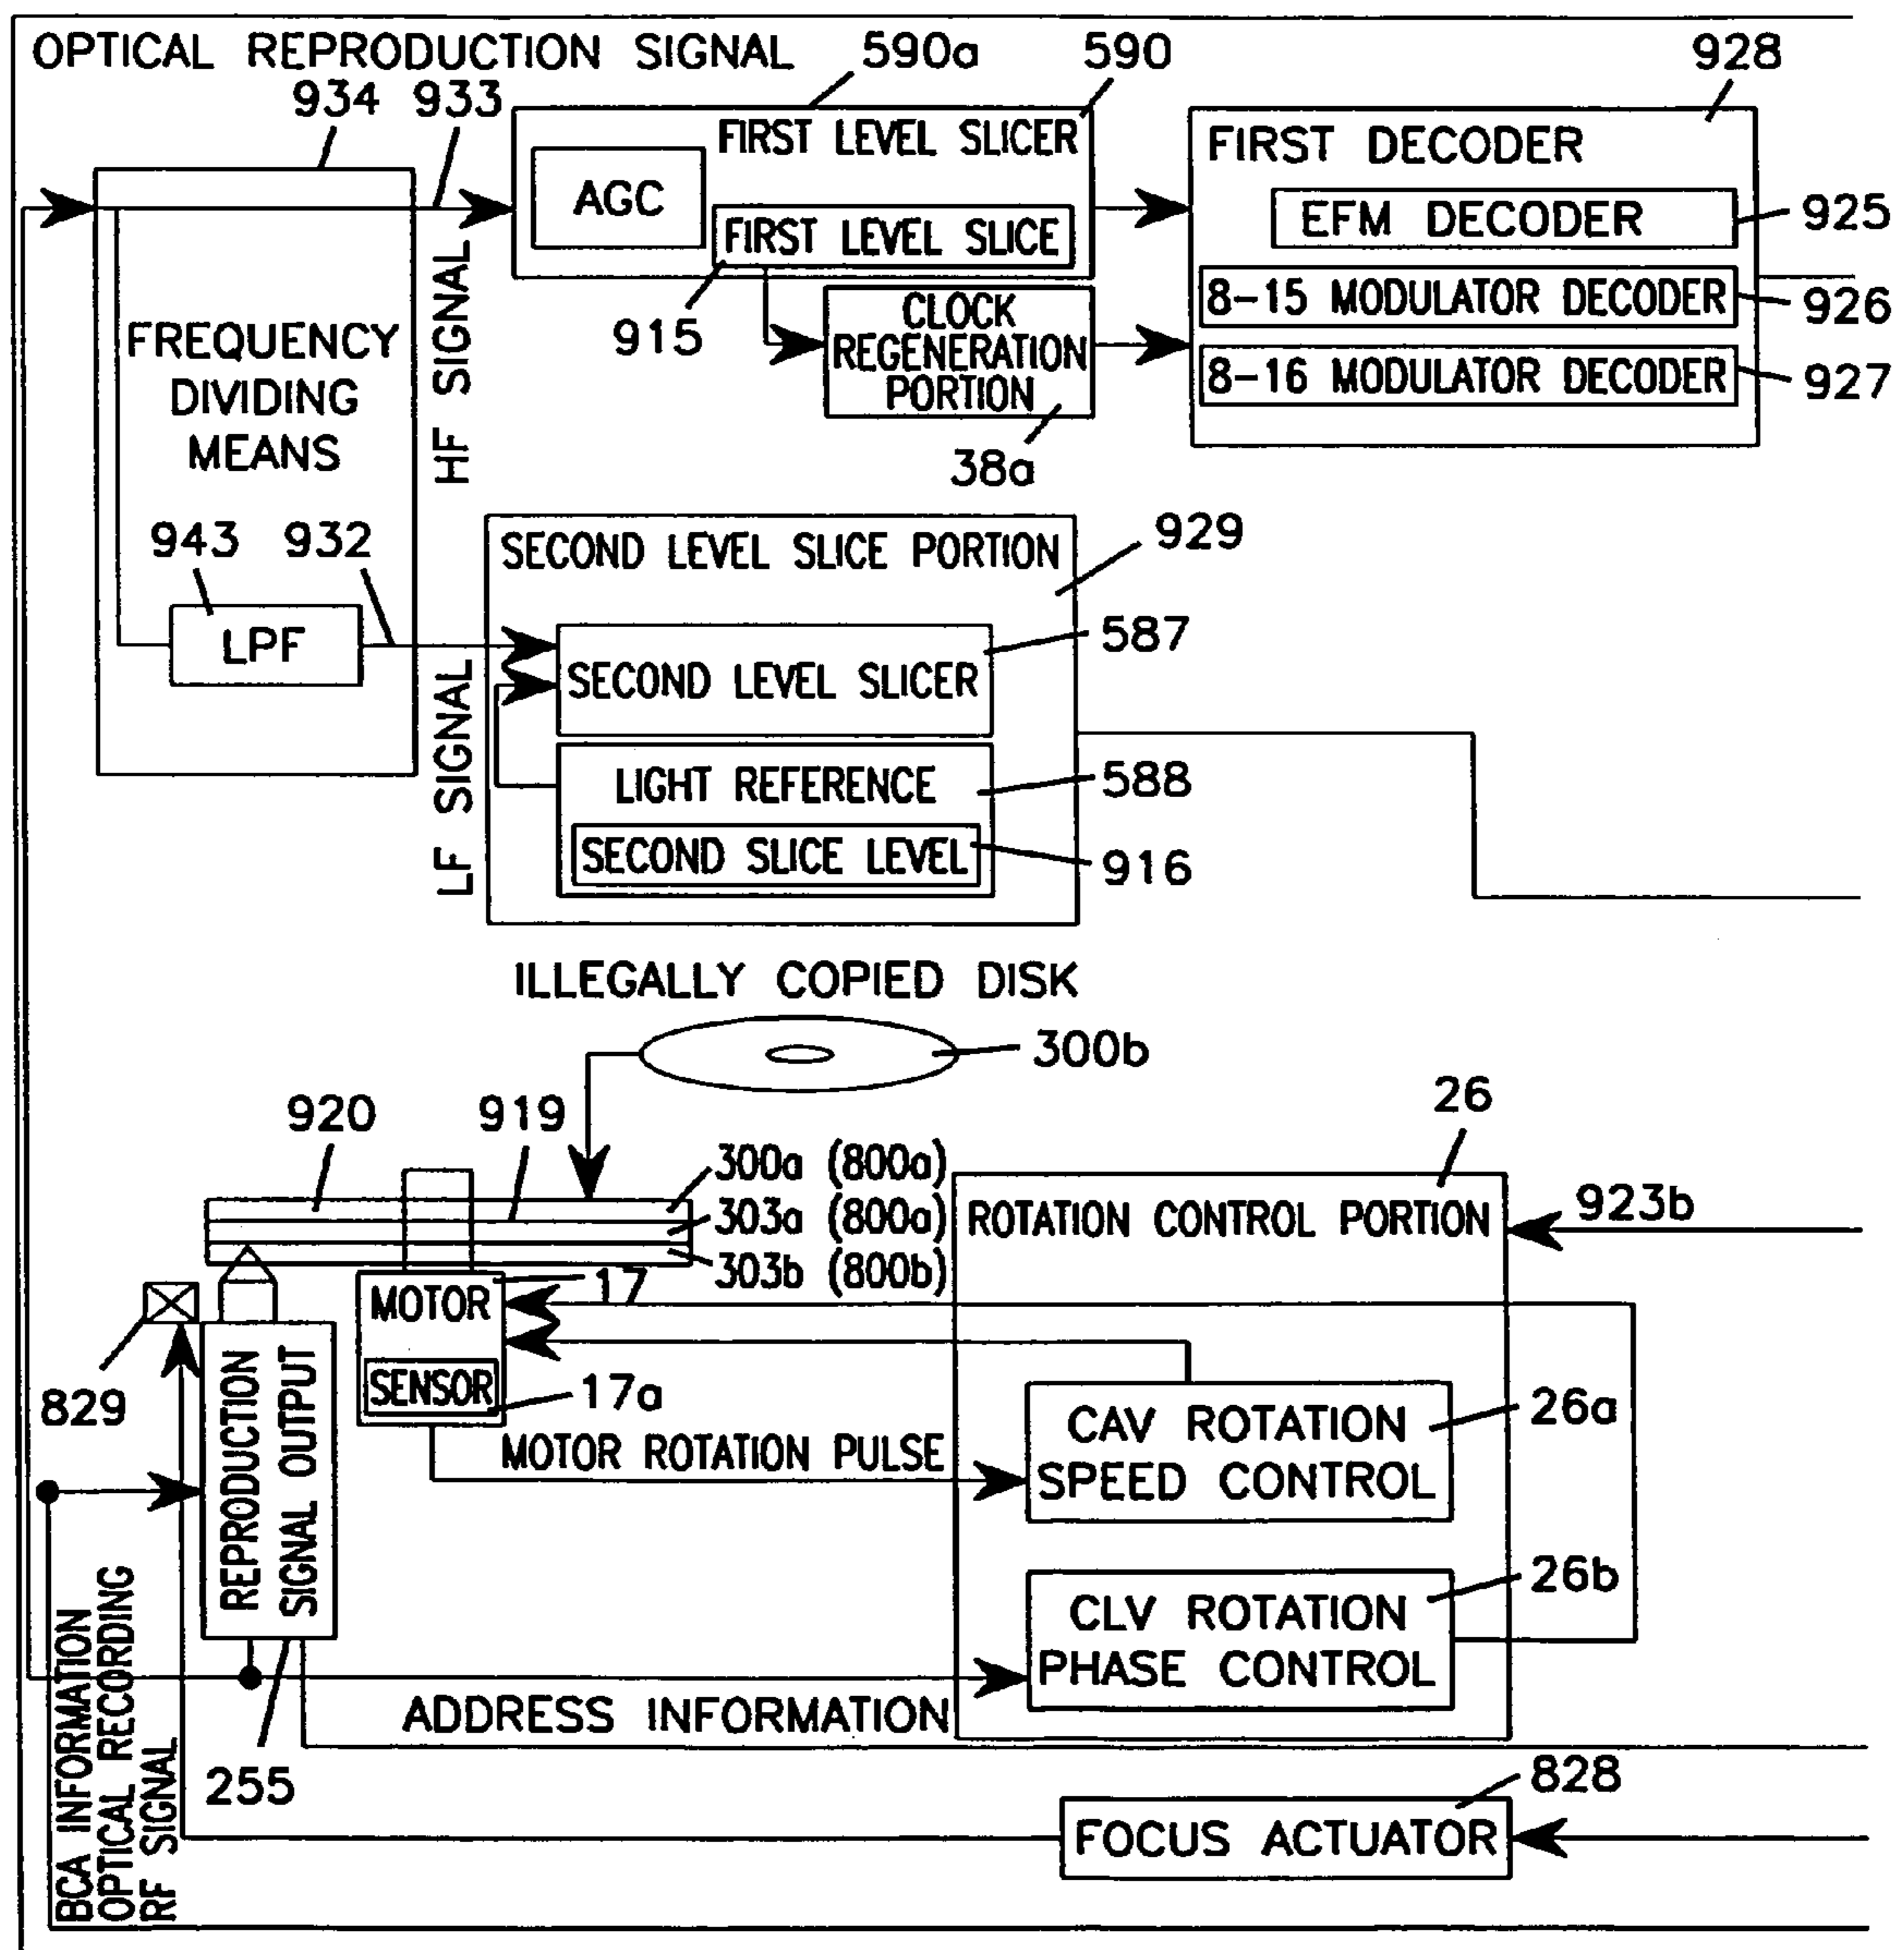 OPTICAL REPRODUCTION SIGNAL
590a
590
928
934
933
FIRST LEVEL SLICER
AGC
FIRST LEVEL SLICE
915
FIRST DECODER
EFM DECODER
925
8-15 MODULATOR DECODER
926
8-16 MODULATOR DECODER
927
CLOCK
REGENERATION
PORTION
38a
FREQUENCY
DIVIDING
MEANS
HF SIGNAL
943
932
LPF
LF SIGNAL
SECOND LEVEL SLICE PORTION
929
SECOND LEVEL SLICER
587
LIGHT REFERENCE
588
SECOND SLICE LEVEL
916
ILLEGALLY COPIED DISK
300b
920
919
300a (800a)
303a (800a)
303b (800b)
26
ROTATION CONTROL PORTION
923b
17
MOTOR
SENSOR
17a
829
REPRODUCTION
SIGNAL OUTPUT
MOTOR ROTATION PULSE
CAV ROTATION
SPEED CONTROL
26a
CLV ROTATION
PHASE CONTROL
26b
ADDRESS INFORMATION
255
BCA INFORMATION
OPTICAL RECORDING
RF SIGNAL
828
FOCUS ACTUATOR